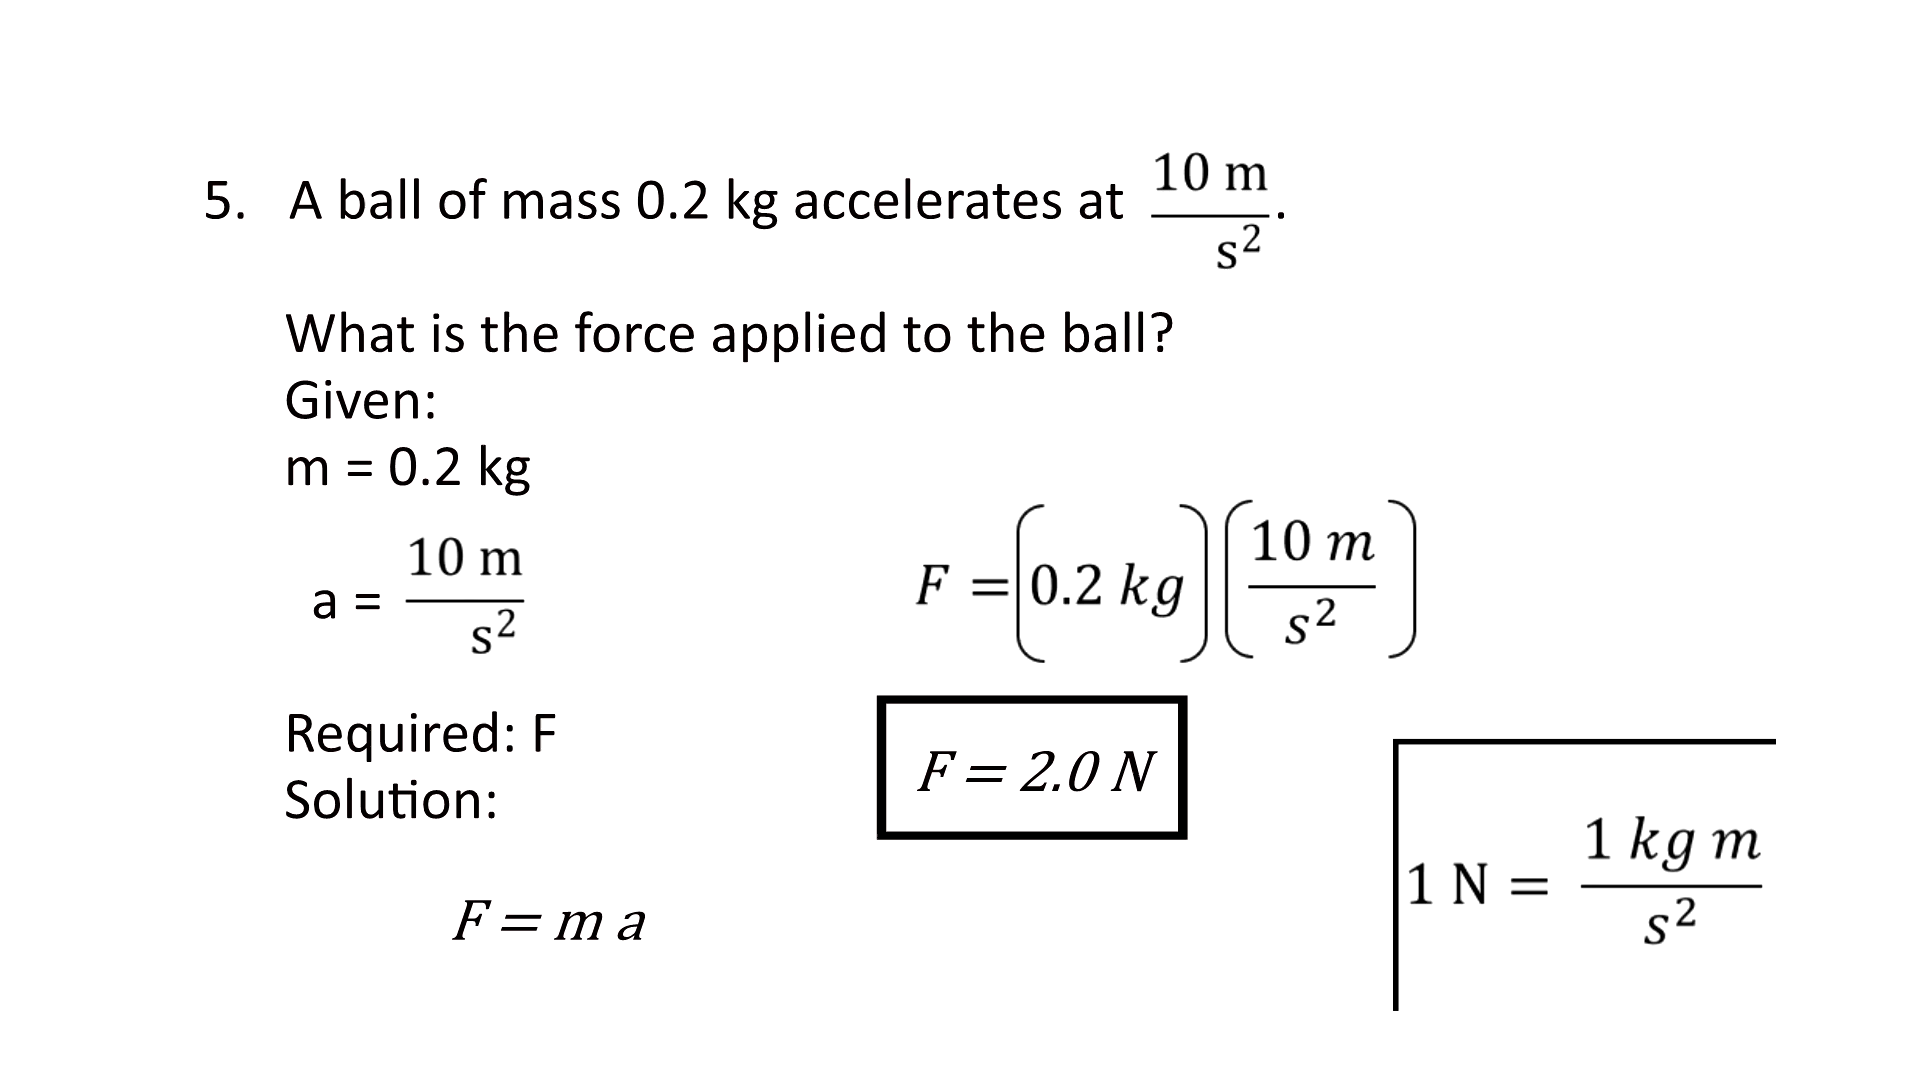 5. A ball of mass 0.2 kg accelerates at 10 m / s².
What is the force applied to the ball?
Given:
m = 0.2 kg
a = 10 m / s²
Required: F
Solution:
F = m a
F = (0.2 kg) (10 m / s²)
F = 2.0 N
1 N = 1 kg m / s²